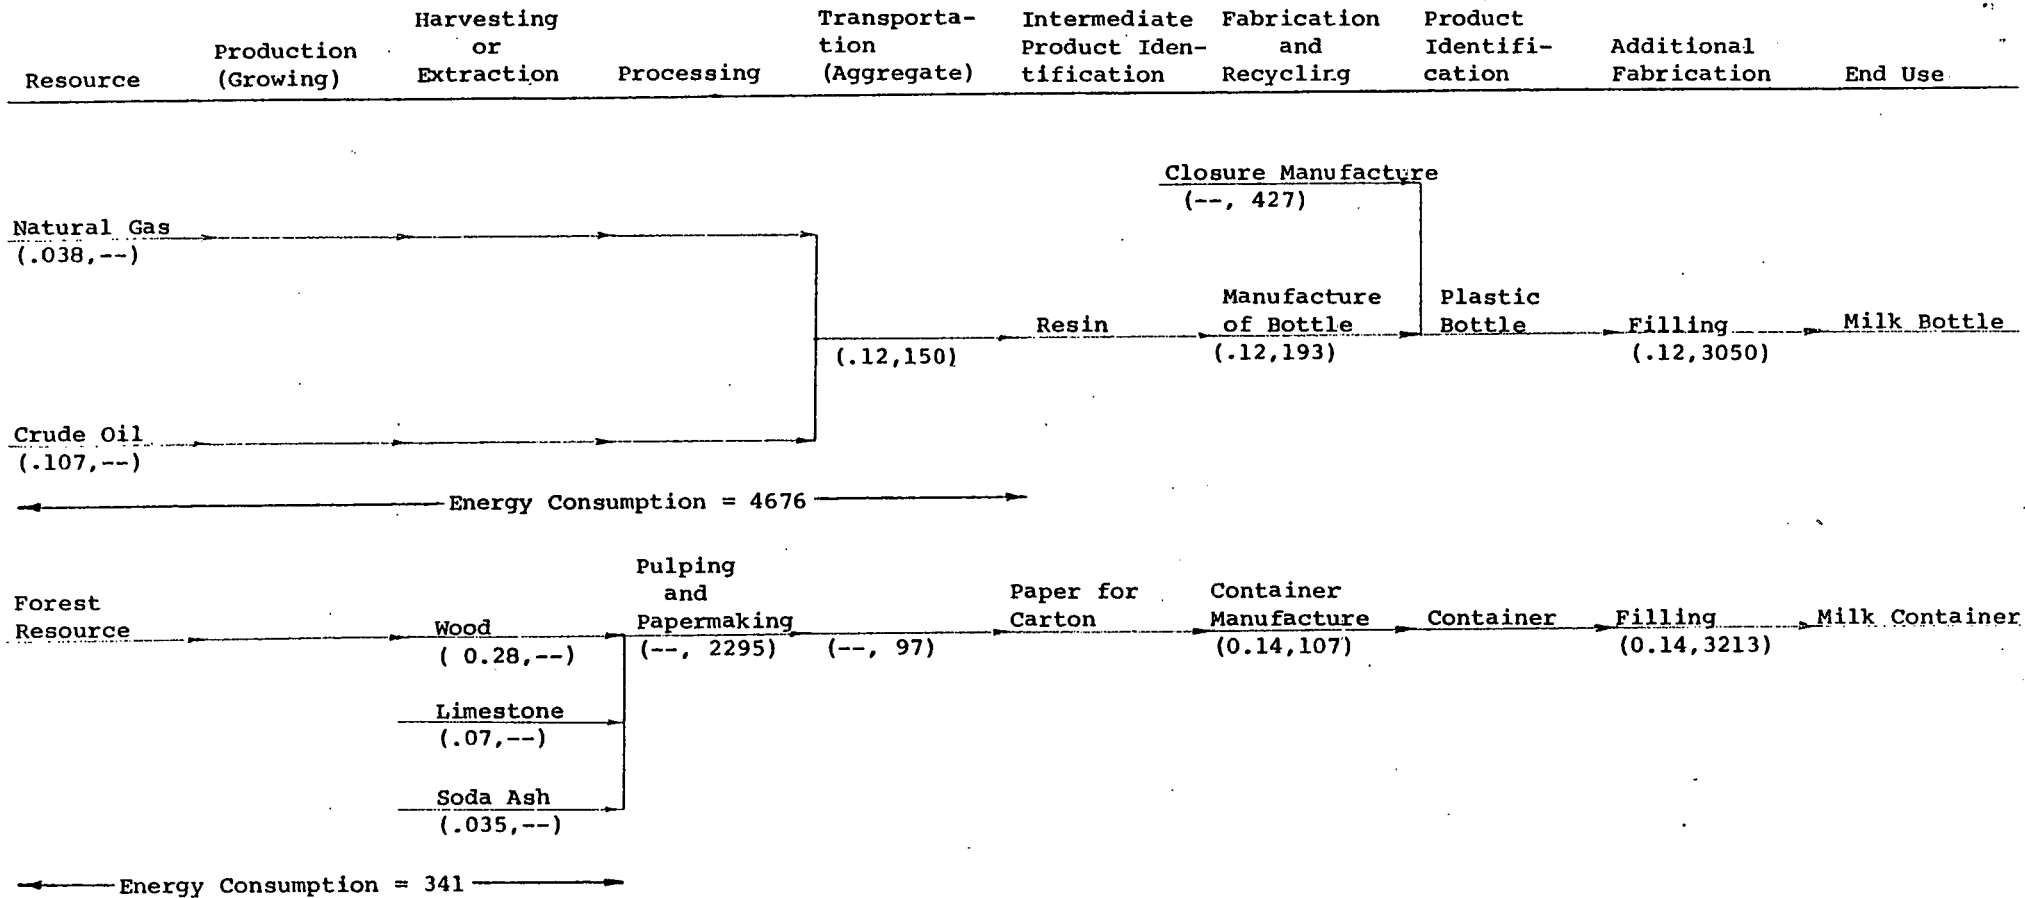 Resource
Production
(Growing)
Harvesting
or
Extraction
Processing
Transporta-
tion
(Aggregate)
Intermediate
Product Iden-
tification
Fabrication
and
Recycling
Product
Identifi-
cation
Additional
Fabrication
End Use
Closure Manufacture
(--, 427)
Natural Gas
(.038,--)
(.12,150)
Resin
Manufacture
of Bottle
(.12,193)
Plastic
Bottle
Filling
(.12,3050)
Milk Bottle
Crude Oil
(.107,--)
Energy Consumption = 4676
Forest
Resource
Wood
( 0.28,--)
Pulping
and
Papermaking
(--, 2295)
(--, 97)
Paper for
Carton
Container
Manufacture
(0.14,107)
Container
Filling
(0.14,3213)
Milk Container
Limestone
(.07,--)
Soda Ash
(.035,--)
Energy Consumption = 341